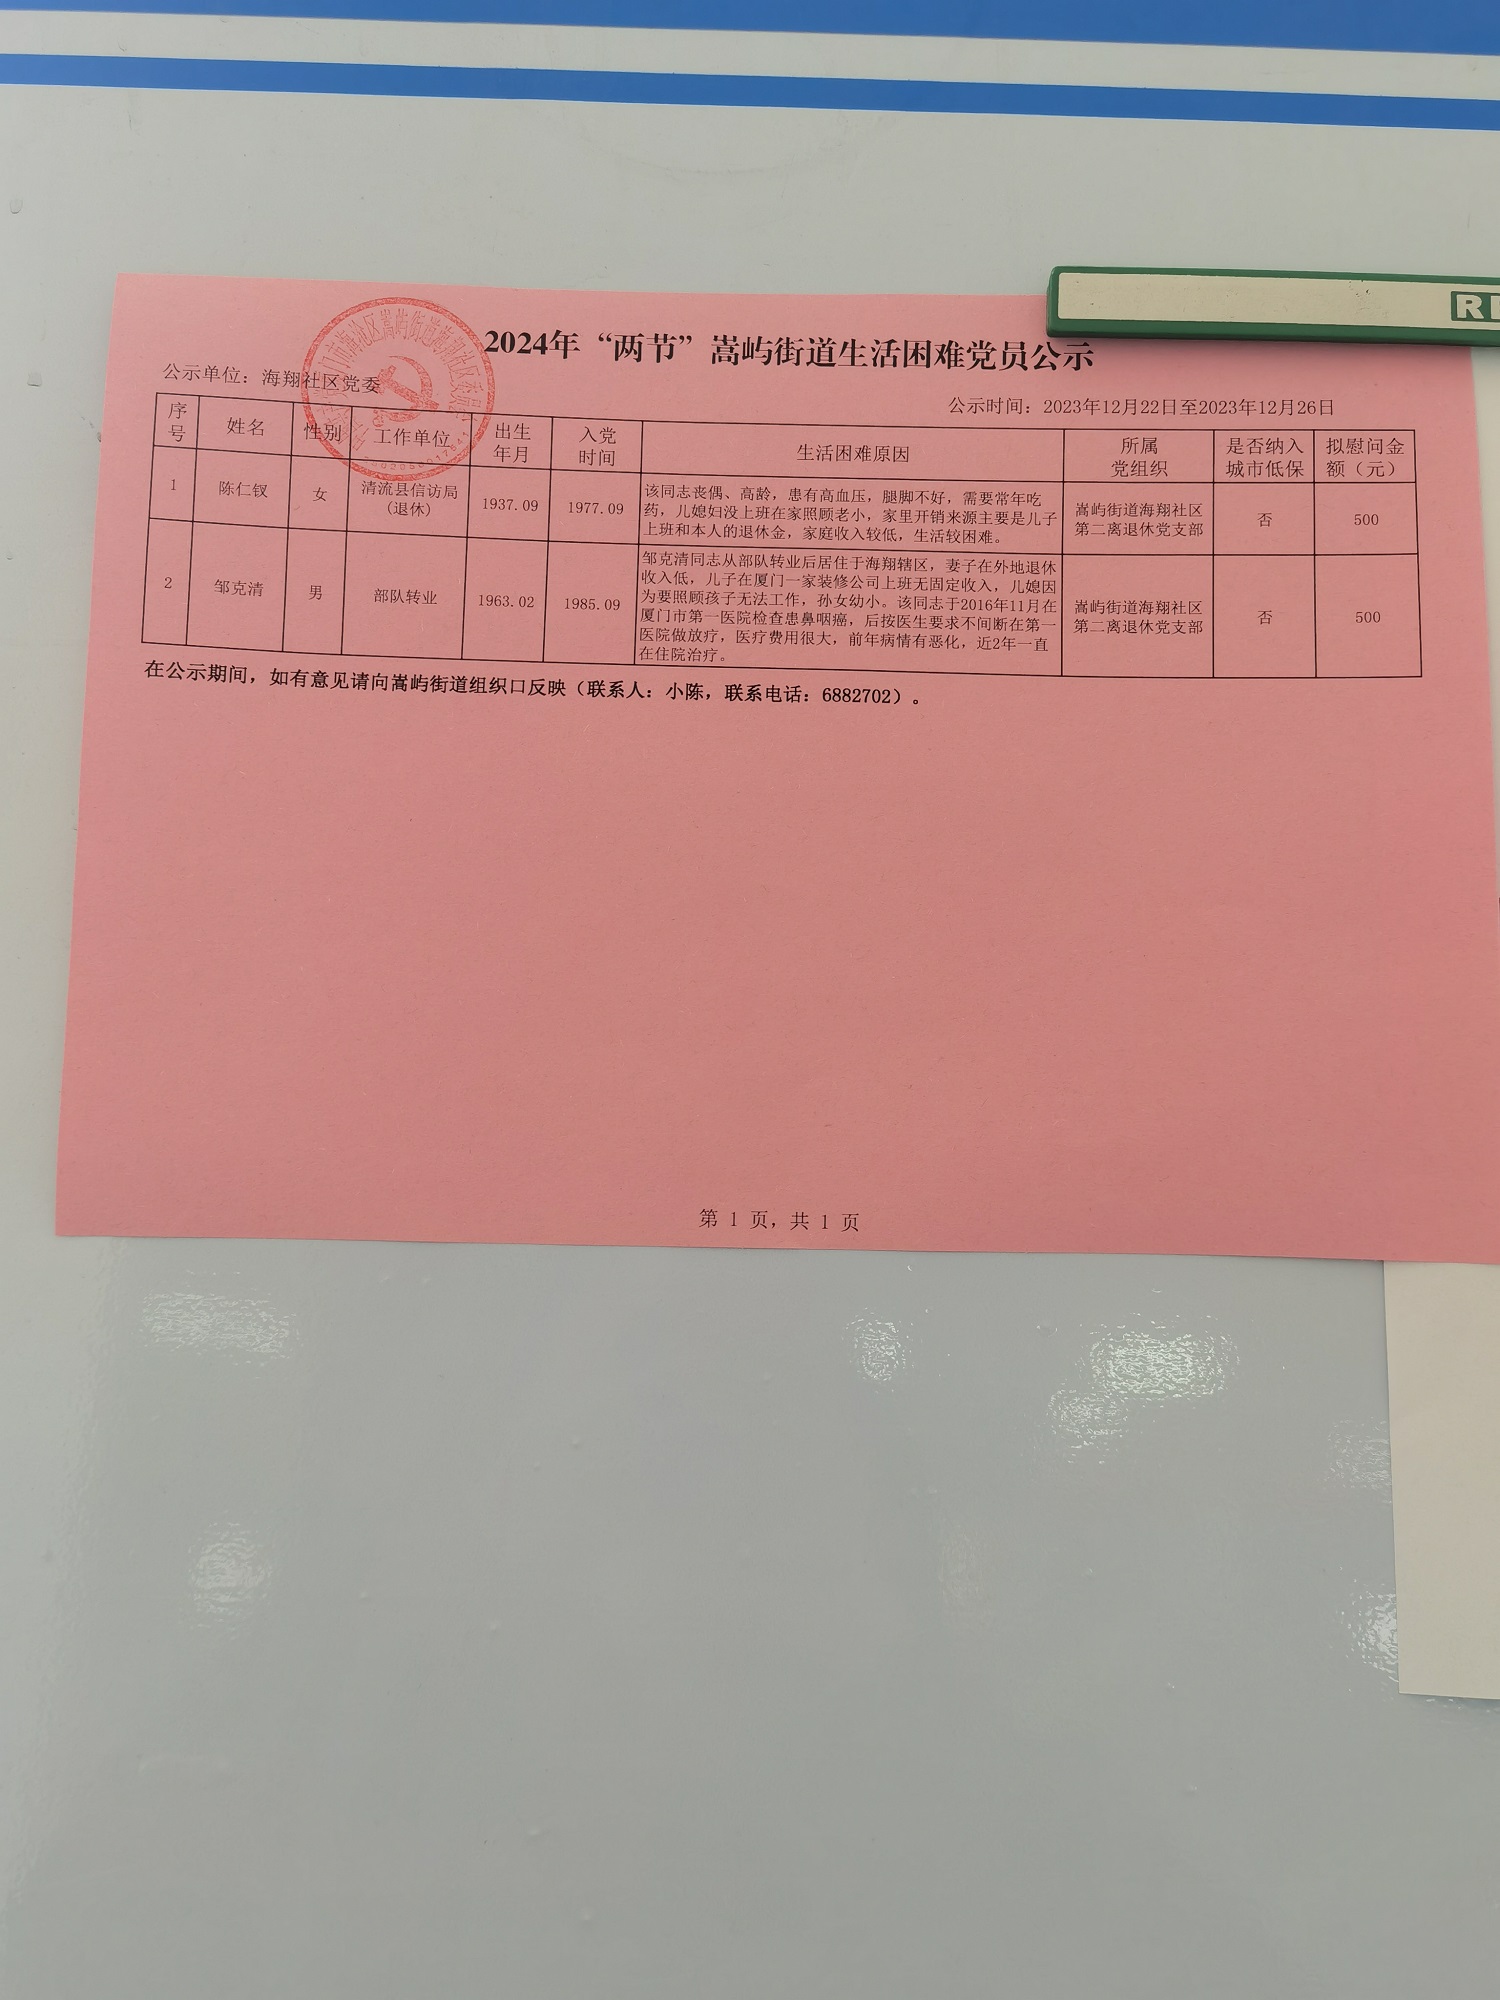 2024年“两节”嵩屿街道生活困难党员公示
公示单位：海翔社区党委
公示时间：2023年12月22日至2023年12月26日
序号 姓名 性别 工作单位 出生年月 入党时间 生活困难原因 所属党组织 是否纳入城市低保 拟慰问金额（元）
1 陈仁钗 女 清流县信访局（退休） 1937.09 1977.09
该同志丧偶、高龄，患有高血压，腿脚不好，需要常年吃
药，儿媳妇没上班在家照顾老小，家里开销来源主要是儿子
上班和本人的退休金，家庭收入较低，生活较困难。
嵩屿街道海翔社区
第二离退休党支部
否 500
2 邹克清 男 部队转业 1963.02 1985.09
邹克清同志从部队转业后居住于海翔辖区，妻子在外地退休
收入低，儿子在厦门一家装修公司上班无固定收入，儿媳因
为要照顾孩子无法工作，孙女幼小。该同志于2016年11月在
厦门市第一医院检查患鼻咽癌，后按医生要求不间断在第一
医院做放疗，医疗费用很大，前年病情有恶化，近2年一直
在住院治疗。
嵩屿街道海翔社区
第二离退休党支部
否 500
在公示期间，如有意见请向嵩屿街道组织口反映（联系人：小陈，联系电话：6882702）。
第 1 页，共 1 页